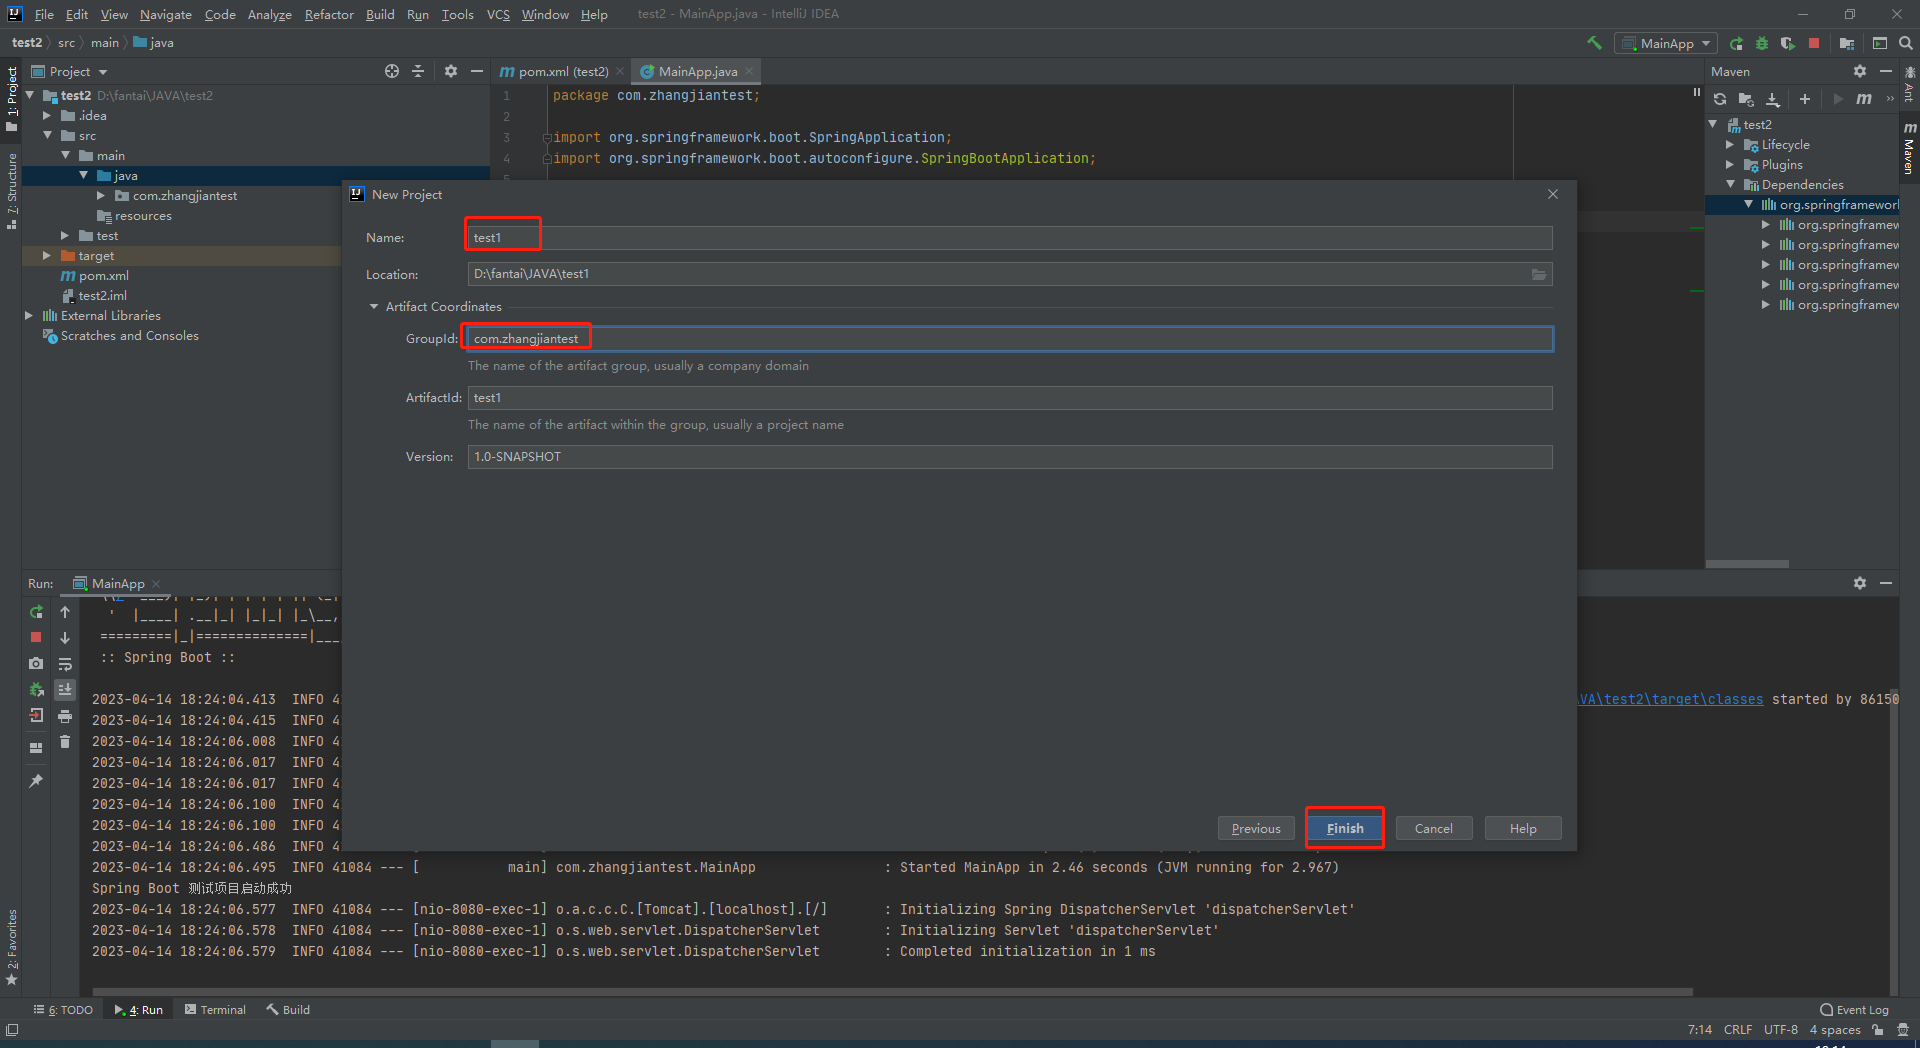 File Edit View Navigate Code Analyze Refactor Build Run Tools VCS Window Help test2 - MainApp.java - IntelliJ IDEA
test2 src main java MainApp
1: Project
Project
pom.xml (test2) MainApp.java
Maven
Ant
test2 D:\fantai\JAVA\test2
.idea
src
main
java
com.zhangjiantest
resources
test
target
pom.xml
test2.iml
External Libraries
Scratches and Consoles
7: Structure
1 package com.zhangjiantest;
2
3 import org.springframework.boot.SpringApplication;
4 import org.springframework.boot.autoconfigure.SpringBootApplication;
test2
Lifecycle
Plugins
Dependencies
org.springframework
org.springframew
org.springframew
org.springframew
org.springframew
org.springframew
Maven
New Project
Name: test1
Location: D:\fantai\JAVA\test1
Artifact Coordinates
GroupId: com.zhangjiantest
The name of the artifact group, usually a company domain
ArtifactId: test1
The name of the artifact within the group, usually a project name
Version: 1.0-SNAPSHOT
Previous Finish Cancel Help
Run: MainApp
' |____| .__|_| |_|_| |_\__,
=========|_|==============|___
:: Spring Boot ::
2023-04-14 18:24:04.413 INFO 4 VA\test2\target\classes started by 86150
2023-04-14 18:24:04.415 INFO 4
2023-04-14 18:24:06.008 INFO 4
2023-04-14 18:24:06.017 INFO 4
2023-04-14 18:24:06.017 INFO 4
2023-04-14 18:24:06.100 INFO 4
2023-04-14 18:24:06.100 INFO 4
2023-04-14 18:24:06.486 INFO 4
2023-04-14 18:24:06.495 INFO 41084 --- [ main] com.zhangjiantest.MainApp : Started MainApp in 2.46 seconds (JVM running for 2.967)
Spring Boot 测试项目启动成功
2023-04-14 18:24:06.577 INFO 41084 --- [nio-8080-exec-1] o.a.c.c.C.[Tomcat].[localhost].[/] : Initializing Spring DispatcherServlet 'dispatcherServlet'
2023-04-14 18:24:06.578 INFO 41084 --- [nio-8080-exec-1] o.s.web.servlet.DispatcherServlet : Initializing Servlet 'dispatcherServlet'
2023-04-14 18:24:06.579 INFO 41084 --- [nio-8080-exec-1] o.s.web.servlet.DispatcherServlet : Completed initialization in 1 ms
2: Favorites
6: TODO 4: Run Terminal Build Event Log
7:14 CRLF UTF-8 4 spaces